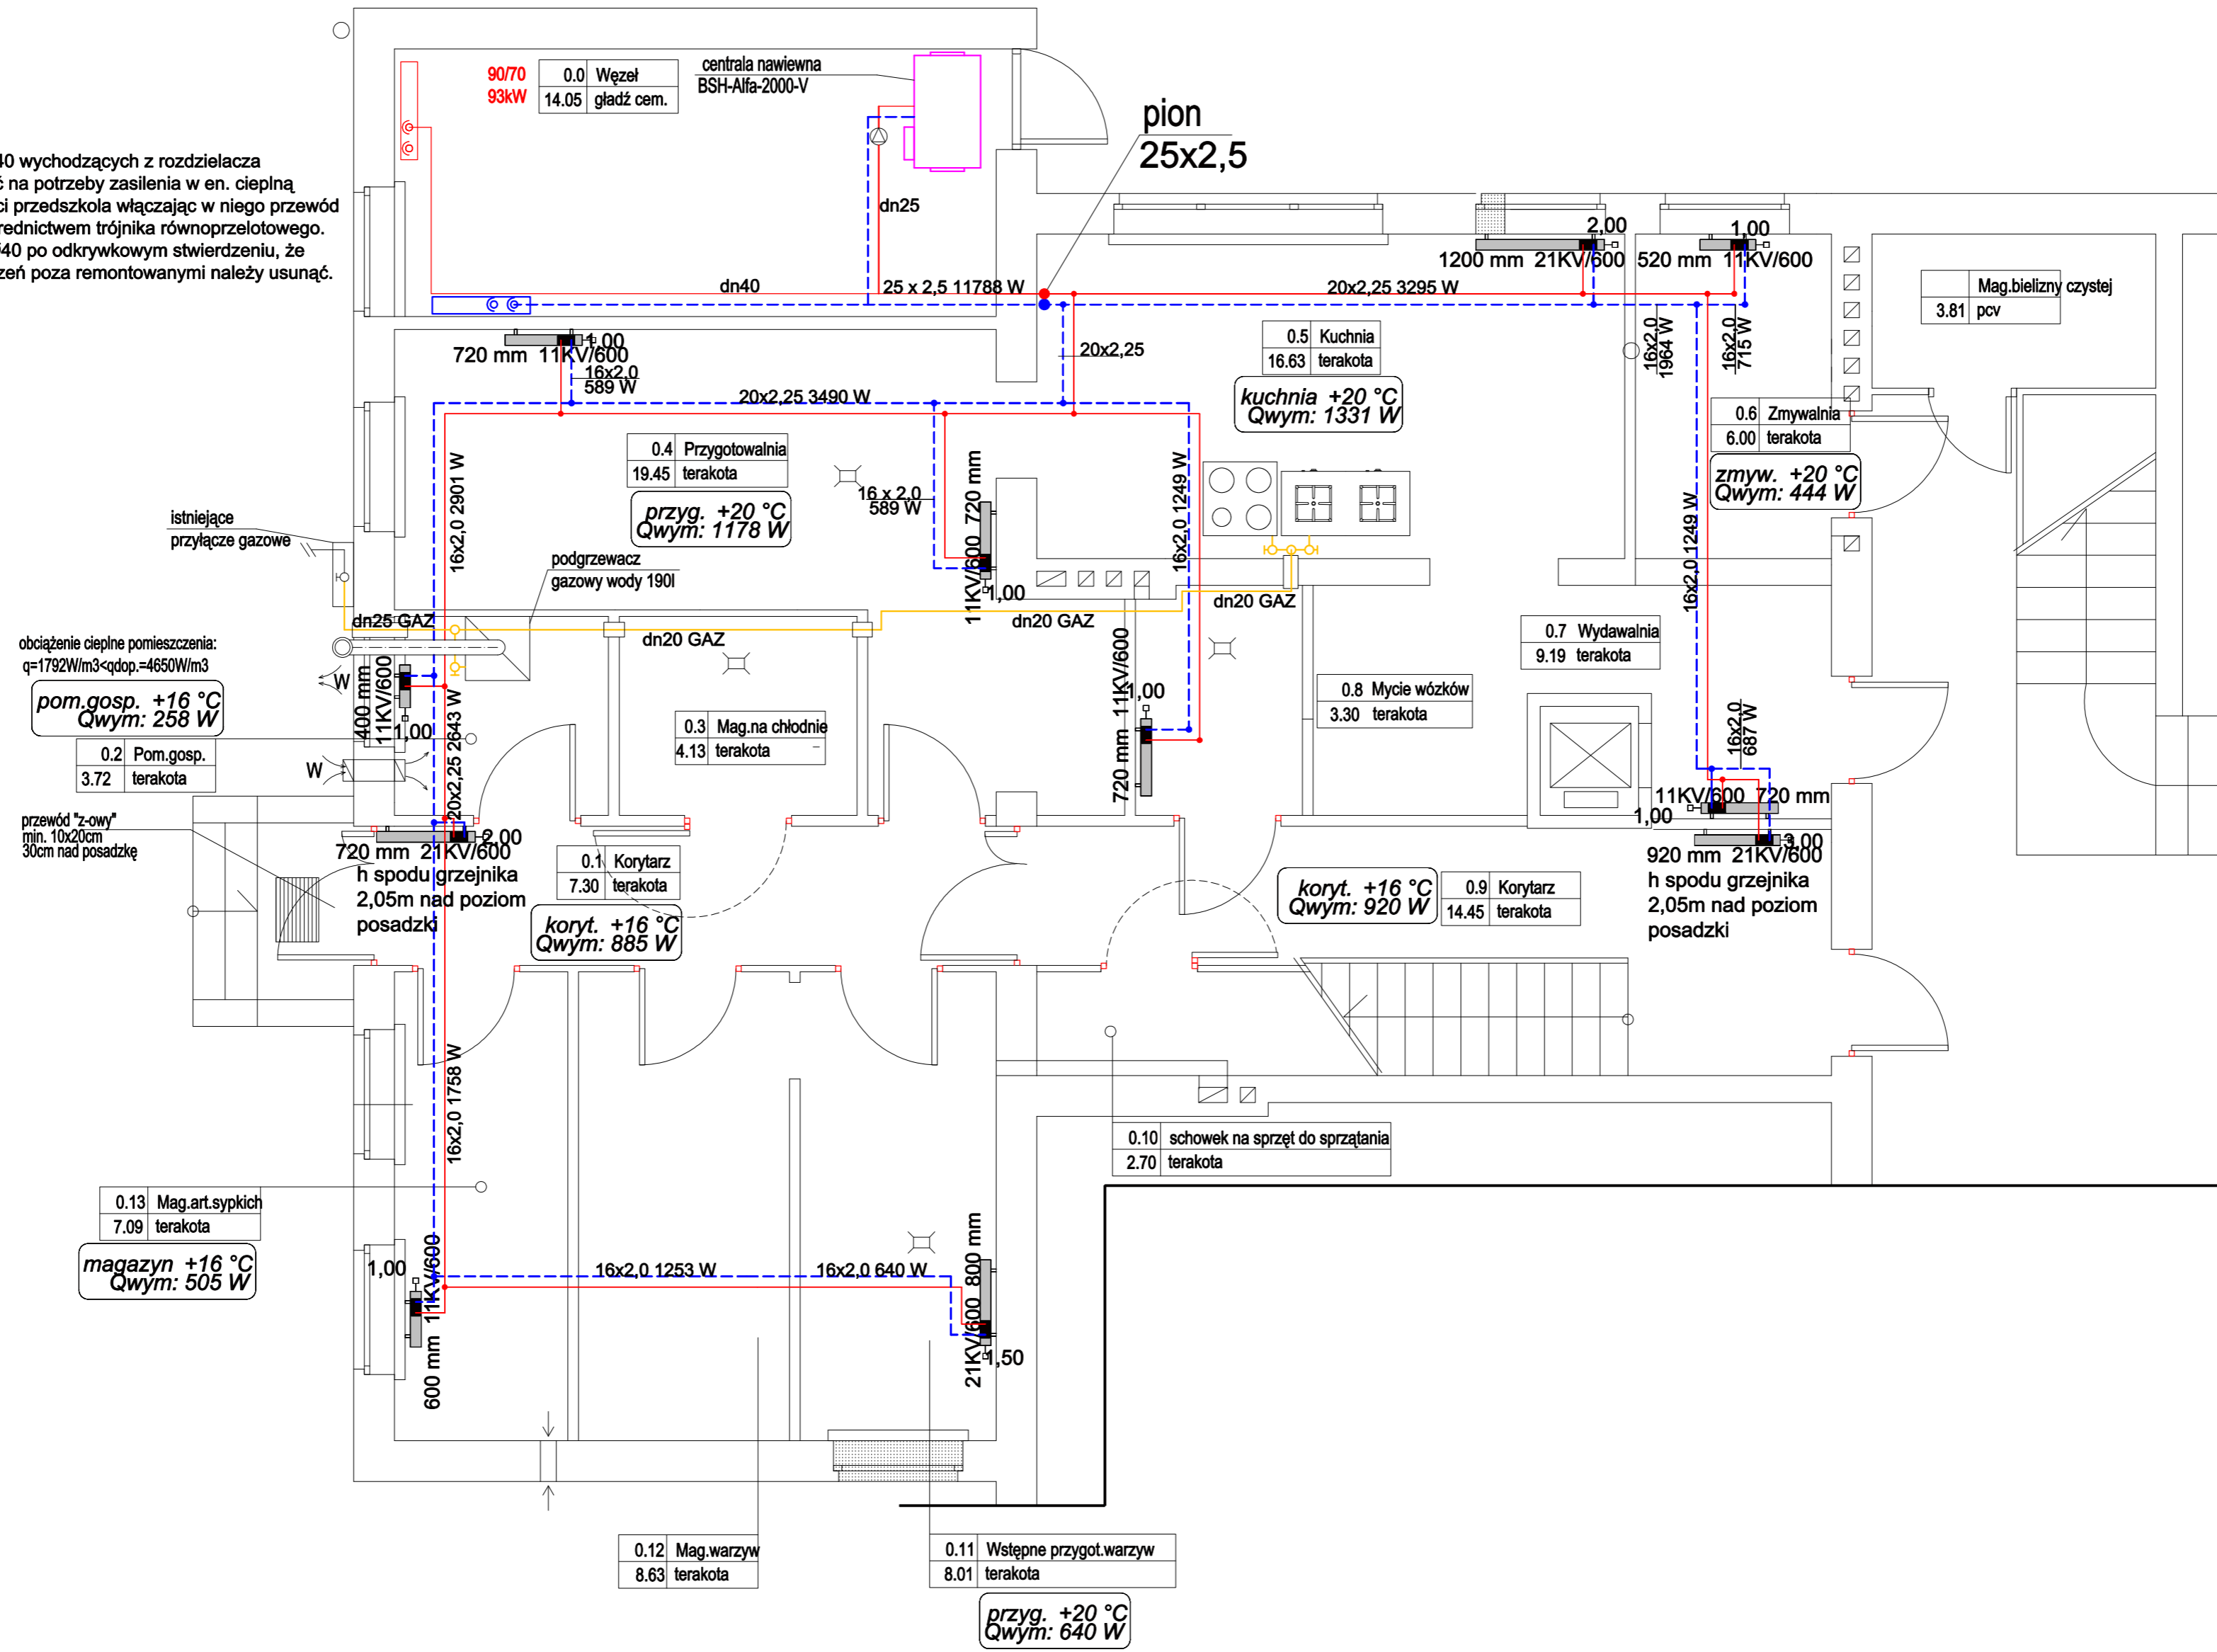 40 wychodzących z rozdzielacza
na potrzeby zasilenia w en. cieplną
ci przedszkola włączając w niego przewód
rednictwem trójnika równoprzelotowego.
40 po odkrywkowym stwierdzeniu, że
zeń poza remontowanymi należy usunąć.
90/70
93kW
0.0 Węzeł
14.05 gładź cem.
centrala nawiewna
BSH-Alfa-2000-V
pion
25x2,5
dn25
dn40
25 x 2,5 11788 W
20x2,25 3295 W
2,00
1200 mm 21KV/600
1,00
520 mm 11KV/600
Mag.bielizny czystej
3.81 pcv
1,00
720 mm 11KV/600
16x2,0
589 W
20x2,25
0.5 Kuchnia
16.63 terakota
kuchnia +20 °C
Qwym: 1331 W
16x2,0
1964 W
16x2,0
715 W
20x2,25 3490 W
0.6 Zmywalnia
6.00 terakota
zmyw. +20 °C
Qwym: 444 W
0.4 Przygotowalnia
19.45 terakota
przyg. +20 °C
Qwym: 1178 W
16x2,0 2901 W
16 x 2,0
589 W
11KV/600 720 mm
1,00
16x2,0 1249 W
16x2,0 1249 W
istniejące
przyłącze gazowe
podgrzewacz
gazowy wody 190l
dn25 GAZ
dn20 GAZ
dn20 GAZ
dn20 GAZ
obciążenie cieplne pomieszczenia:
q=1792W/m3<qdop.=4650W/m3
pom.gosp. +16 °C
Qwym: 258 W
0.2 Pom.gosp.
3.72 terakota
W
W
400 mm
11KV/600
1,00
20x2,25 2643 W
0.3 Mag.na chłodnie
4.13 terakota
720 mm 11KV/600
1,00
0.8 Mycie wózków
3.30 terakota
0.7 Wydawalnia
9.19 terakota
16x2,0
687 W
11KV/600 720 mm
1,00
3,00
920 mm 21KV/600
h spodu grzejnika
2,05m nad poziom
posadzki
przewód "z-owy"
min. 10x20cm
30cm nad posadzkę
2,00
720 mm 21KV/600
h spodu grzejnika
2,05m nad poziom
posadzki
0.1 Korytarz
7.30 terakota
koryt. +16 °C
Qwym: 885 W
koryt. +16 °C
Qwym: 920 W
0.9 Korytarz
14.45 terakota
16x2,0 1758 W
0.10 schowek na sprzęt do sprzątania
2.70 terakota
0.13 Mag.art.sypkich
7.09 terakota
magazyn +16 °C
Qwym: 505 W
1,00
600 mm 11KV/600
16x2,0 1253 W
16x2,0 640 W
21KV/600 800 mm
1,50
0.12 Mag.warzyw
8.63 terakota
0.11 Wstępne przygot.warzyw
8.01 terakota
przyg. +20 °C
Qwym: 640 W